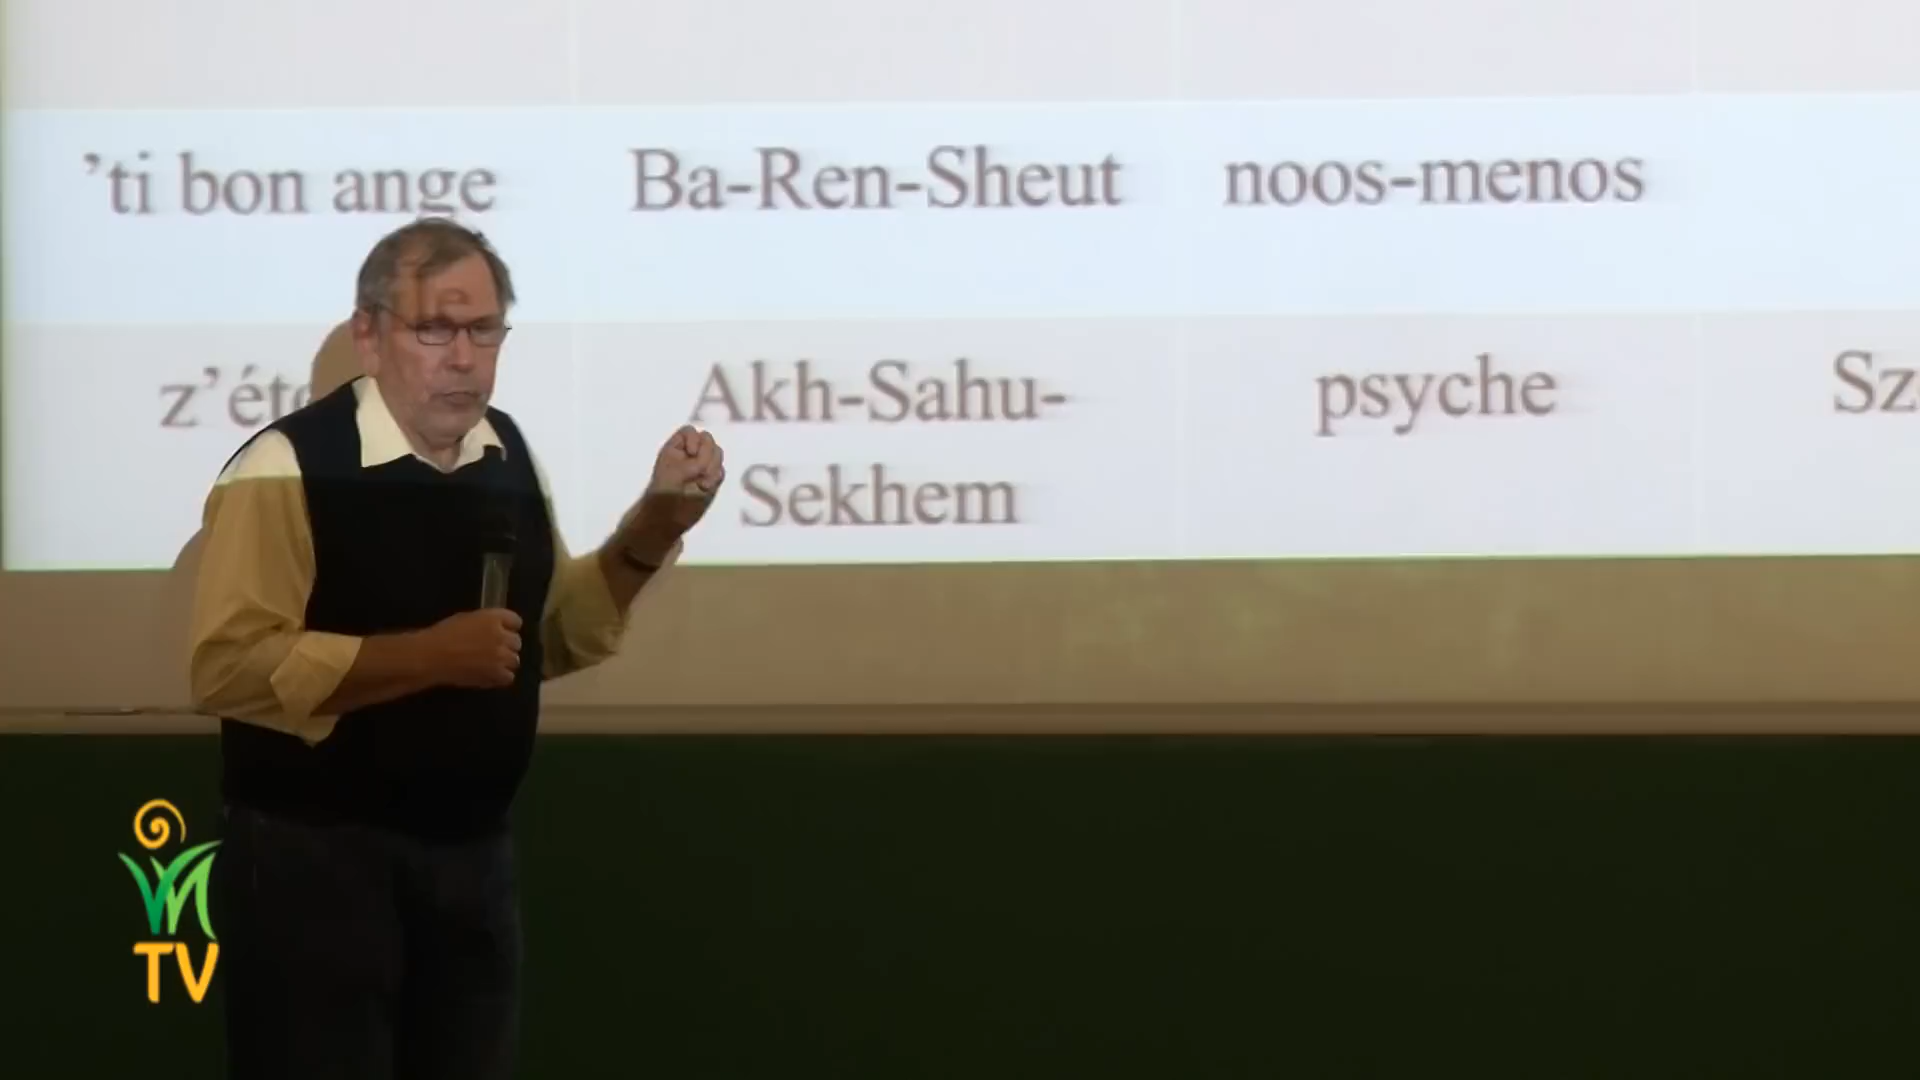 ’ti bon ange
Ba-Ren-Sheut
noos-menos
Akh-Sahu-
Sekhem
psyche
TV